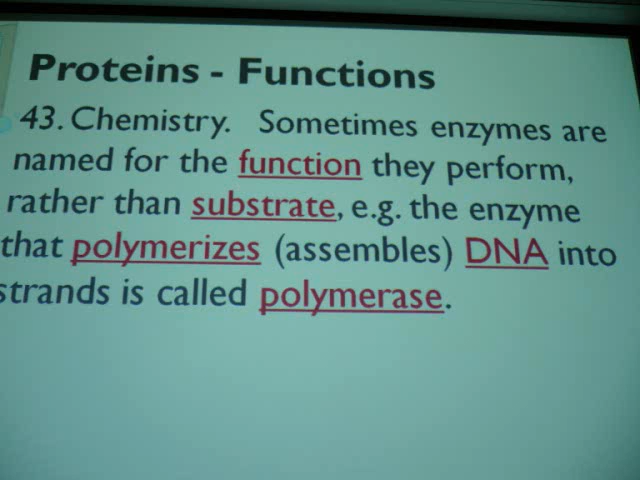 Proteins - Functions
43. Chemistry. Sometimes enzymes are
named for the function they perform,
rather than substrate, e.g. the enzyme
that polymerizes (assembles) DNA into
strands is called polymerase.